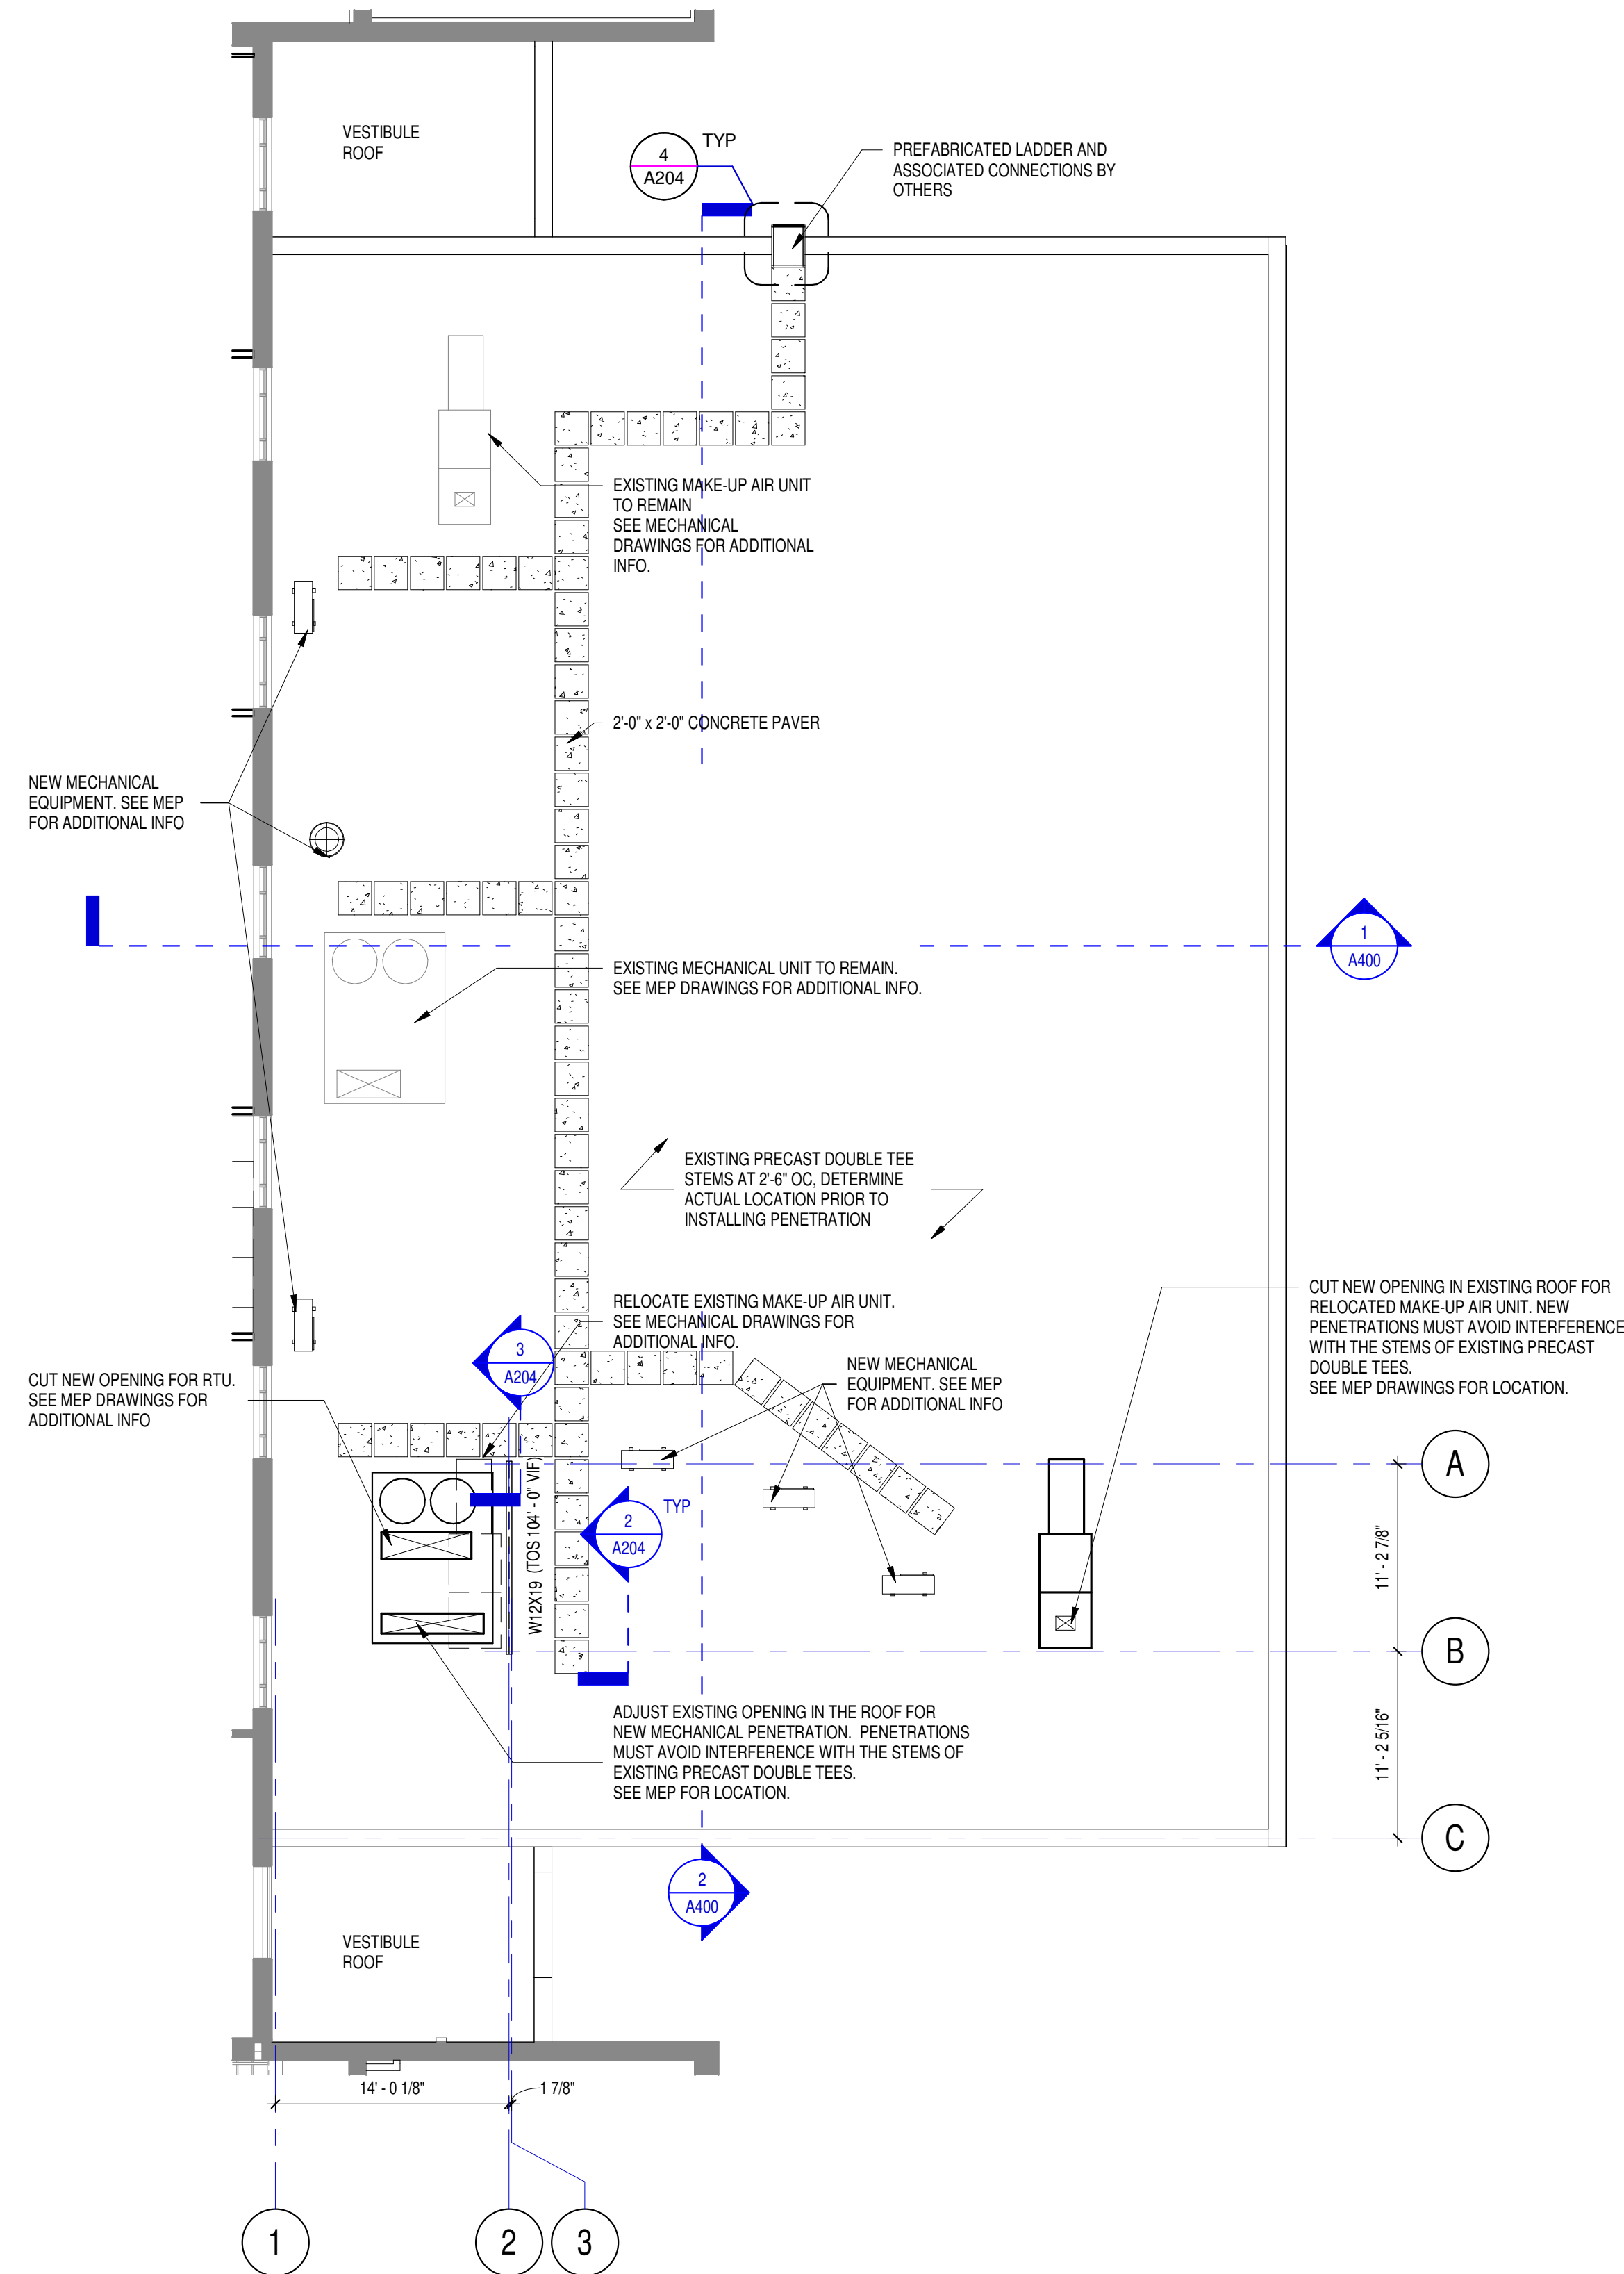 VESTIBULE
ROOF
4
A204
TYP
PREFABRICATED LADDER AND
ASSOCIATED CONNECTIONS BY
OTHERS
EXISTING MAKE-UP AIR UNIT
TO REMAIN
SEE MECHANICAL
DRAWINGS FOR ADDITIONAL
INFO.
2'-0" x 2'-0" CONCRETE PAVER
NEW MECHANICAL
EQUIPMENT. SEE MEP
FOR ADDITIONAL INFO
1
A400
EXISTING MECHANICAL UNIT TO REMAIN.
SEE MEP DRAWINGS FOR ADDITIONAL INFO.
EXISTING PRECAST DOUBLE TEE
STEMS AT 2'-6" OC, DETERMINE
ACTUAL LOCATION PRIOR TO
INSTALLING PENETRATION
CUT NEW OPENING IN EXISTING ROOF FOR
RELOCATED MAKE-UP AIR UNIT. NEW
PENETRATIONS MUST AVOID INTERFERENCE
WITH THE STEMS OF EXISTING PRECAST
DOUBLE TEES.
SEE MEP DRAWINGS FOR LOCATION.
RELOCATE EXISTING MAKE-UP AIR UNIT.
SEE MECHANICAL DRAWINGS FOR
ADDITIONAL INFO.
3
A204
NEW MECHANICAL
EQUIPMENT. SEE MEP
FOR ADDITIONAL INFO
CUT NEW OPENING FOR RTU.
SEE MEP DRAWINGS FOR
ADDITIONAL INFO
A
W12X19 (TOS 104' - 0" VIF)
2
A204
TYP
11' - 2 7/8"
B
ADJUST EXISTING OPENING IN THE ROOF FOR
NEW MECHANICAL PENETRATION. PENETRATIONS
MUST AVOID INTERFERENCE WITH THE STEMS OF
EXISTING PRECAST DOUBLE TEES.
SEE MEP FOR LOCATION.
11' - 2 5/16"
C
2
A400
VESTIBULE
ROOF
14' - 0 1/8"
1 7/8"
1
2
3